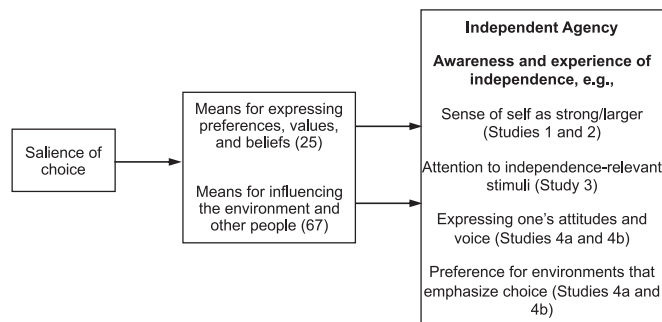 Salience of
choice
Means for expressing
preferences, values,
and beliefs (25)
Means for influencing
the environment and
other people (67)
Independent Agency
Awareness and experience of
independence, e.g.,
Sense of self as strong/larger
(Studies 1 and 2)
Attention to independence-relevant
stimuli (Study 3)
Expressing one's attitudes and
voice (Studies 4a and 4b)
Preference for environments that
emphasize choice (Studies 4a and
4b)